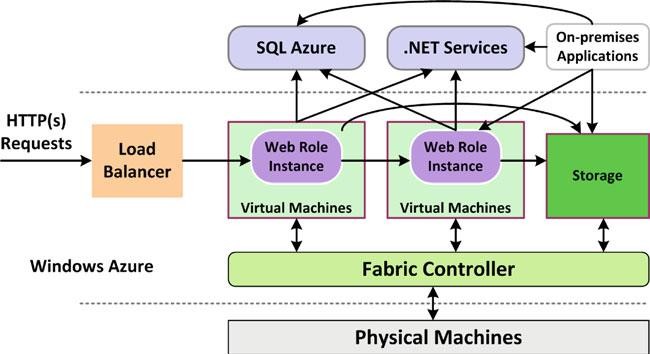 SQL Azure
.NET Services
On-premises
Applications
HTTP(s)
Requests
Load
Balancer
Web Role
Instance
Virtual Machines
Web Role
Instance
Virtual Machines
Storage
Windows Azure
Fabric Controller
Physical Machines